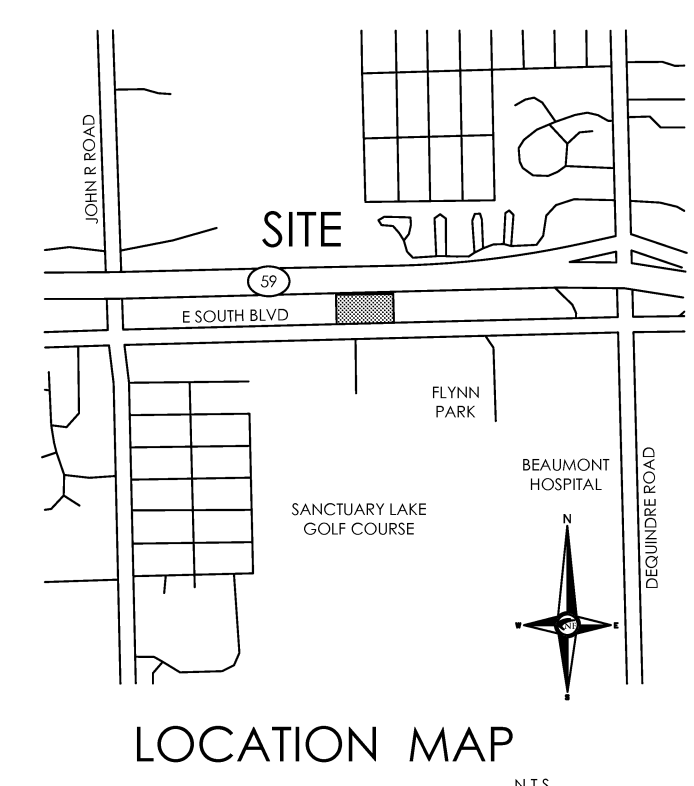 JOHN R ROAD
SITE
59
E SOUTH BLVD
FLYNN
PARK
BEAUMONT
HOSPITAL
DEQUINDRE ROAD
SANCTUARY LAKE
GOLF COURSE
N
W
E
S
LOCATION MAP
N.T.S.